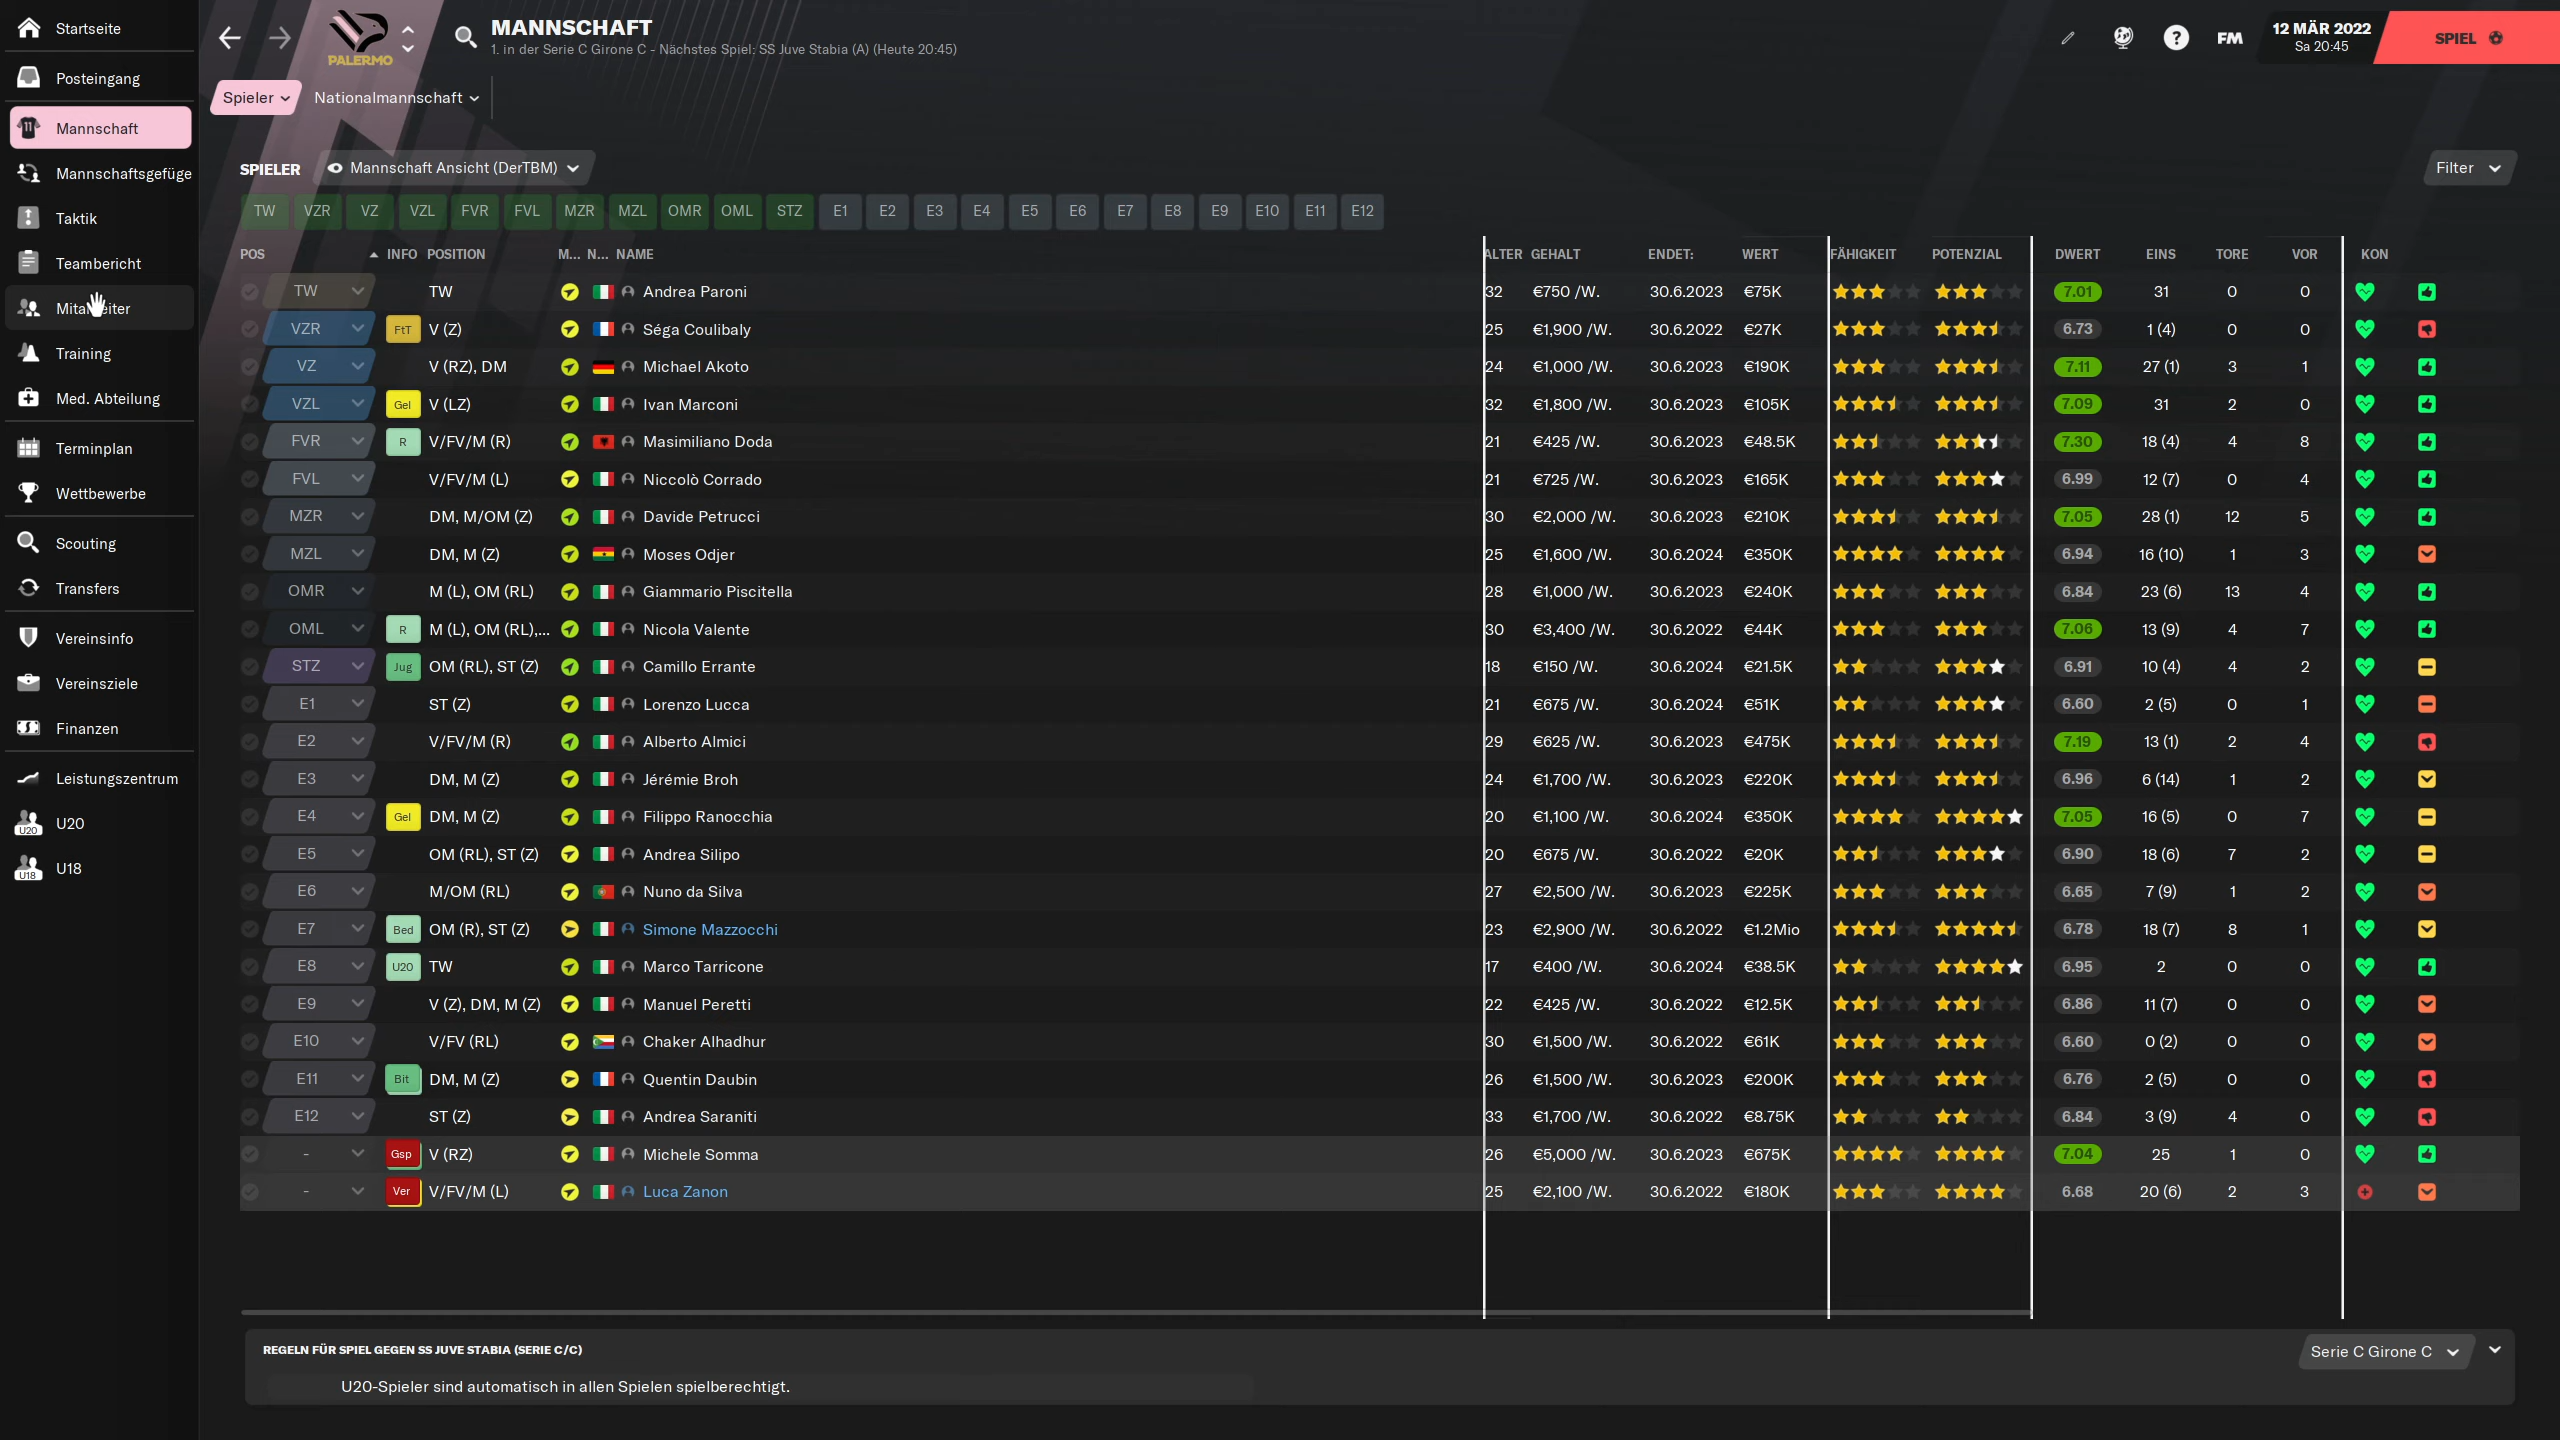 Startseite
Posteingang
Mannschaft
Mannschaftsgefüge
Taktik
Teambericht
Training
Med. Abteilung
Terminplan
Wettbewerbe
Scouting
Transfers
Vereinsinfo
Vereinsziele
Finanzen
Leistungszentrum
U20 U20
U18 U18
PALERMO
MANNSCHAFT
1. in der Serie C Girone C - Nächstes Spiel: SS Juve Stabia (A) (Heute 20:45)
FM
12 MÄR 2022
Sa 20:45
SPIEL
Spieler Nationalmannschaft
SPIELER Mannschaft Ansicht (DerTBM) Filter
TW VZR VZ VZL FVR FVL MZR MZL OMR OML STZ E1 E2 E3 E4 E5 E6 E7 E8 E9 E10 E11 E12
POS INFO POSITION M... N... NAME ALTER GEHALT ENDET: WERT FÄHIGKEIT POTENZIAL DWERT EINS TORE VOR KON
TW TW Andrea Paroni 32 €750 /W. 30.6.2023 €75K 7.01 31 0 0
VZR FtT V (Z) Séga Coulibaly 25 €1,900 /W. 30.6.2022 €27K 6.73 1 (4) 0 0
VZ V (RZ), DM Michael Akoto 24 €1,000 /W. 30.6.2023 €190K 7.11 27 (1) 3 1
VZL Gel V (LZ) Ivan Marconi 32 €1,800 /W. 30.6.2023 €105K 7.09 31 2 0
FVR R V/FV/M (R) Masimiliano Doda 21 €425 /W. 30.6.2023 €48.5K 7.30 18 (4) 4 8
FVL V/FV/M (L) Niccolò Corrado 21 €725 /W. 30.6.2023 €165K 6.99 12 (7) 0 4
MZR DM, M/OM (Z) Davide Petrucci 30 €2,000 /W. 30.6.2023 €210K 7.05 28 (1) 12 5
MZL DM, M (Z) Moses Odjer 25 €1,600 /W. 30.6.2024 €350K 6.94 16 (10) 1 3
OMR M (L), OM (RL) Giammario Piscitella 28 €1,000 /W. 30.6.2023 €240K 6.84 23 (6) 13 4
OML R M (L), OM (RL),... Nicola Valente 30 €3,400 /W. 30.6.2022 €44K 7.06 13 (9) 4 7
STZ Jug OM (RL), ST (Z) Camillo Errante 18 €150 /W. 30.6.2024 €21.5K 6.91 10 (4) 4 2
E1 ST (Z) Lorenzo Lucca 21 €675 /W. 30.6.2024 €51K 6.60 2 (5) 0 1
E2 V/FV/M (R) Alberto Almici 29 €625 /W. 30.6.2023 €475K 7.19 13 (1) 2 4
E3 DM, M (Z) Jérémie Broh 24 €1,700 /W. 30.6.2023 €220K 6.96 6 (14) 1 2
E4 Gel DM, M (Z) Filippo Ranocchia 20 €1,100 /W. 30.6.2024 €350K 7.05 16 (5) 0 7
E5 OM (RL), ST (Z) Andrea Silipo 20 €675 /W. 30.6.2022 €20K 6.90 18 (6) 7 2
E6 M/OM (RL) Nuno da Silva 27 €2,500 /W. 30.6.2023 €225K 6.65 7 (9) 1 2
E7 Bed OM (R), ST (Z) Simone Mazzocchi 23 €2,900 /W. 30.6.2022 €1.2Mio 6.78 18 (7) 8 1
E8 U20 TW Marco Tarricone 17 €400 /W. 30.6.2024 €38.5K 6.95 2 0 0
E9 V (Z), DM, M (Z) Manuel Peretti 22 €425 /W. 30.6.2022 €12.5K 6.86 11 (7) 0 0
E10 V/FV (RL) Chaker Alhadhur 30 €1,500 /W. 30.6.2022 €61K 6.60 0 (2) 0 0
E11 Bit DM, M (Z) Quentin Daubin 26 €1,500 /W. 30.6.2023 €200K 6.76 2 (5) 0 0
E12 ST (Z) Andrea Saraniti 33 €1,700 /W. 30.6.2022 €8.75K 6.84 3 (9) 4 0
- Gsp V (RZ) Michele Somma 26 €5,000 /W. 30.6.2023 €675K 7.04 25 1 0
- Ver V/FV/M (L) Luca Zanon 25 €2,100 /W. 30.6.2022 €180K 6.68 20 (6) 2 3
REGELN FÜR SPIEL GEGEN SS JUVE STABIA (SERIE C/C) Serie C Girone C
U20-Spieler sind automatisch in allen Spielen spielberechtigt.